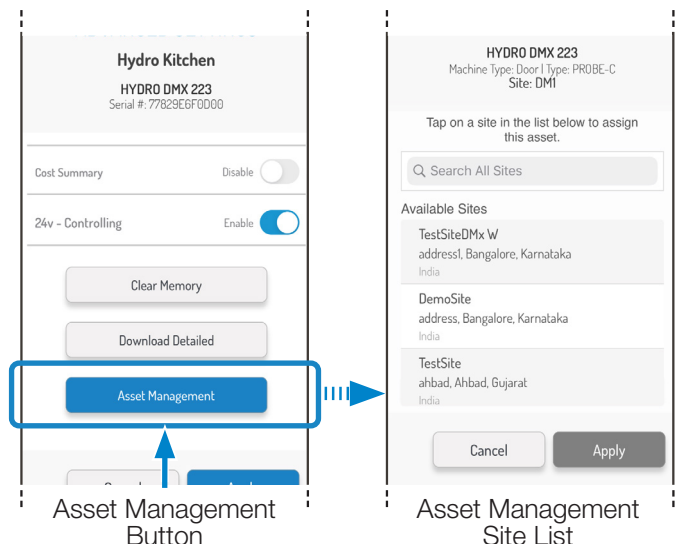 Hydro Kitchen
HYDRO DMX 223
Serial #: 77829E6F0D00
Cost Summary Disable
24v - Controlling Enable
Clear Memory
Download Detailed
Asset Management
Asset Management
Button
HYDRO DMX 223
Machine Type: Door | Type: PROBE-C
Site: DM1
Tap on a site in the list below to assign
this asset.
Search All Sites
Available Sites
TestSiteDMx W
address1, Bangalore, Karnataka
India
DemoSite
address, Bangalore, Karnataka
India
TestSite
ahbad, Ahbad, Gujarat
India
Cancel Apply
Asset Management
Site List